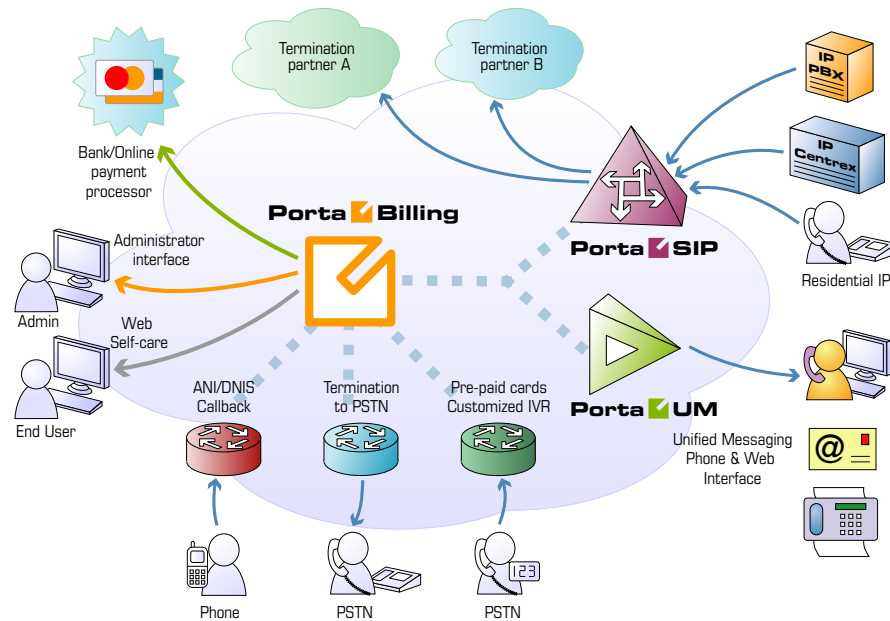 Termination
partner A
Termination
partner B
IP
PBX
IP
Centrex
Bank/Online
payment
processor
Porta Billing
Porta SIP
Residential IP
Administrator
interface
Admin
Web
Self-care
End User
ANI/DNIS
Callback
Termination
to PSTN
Pre-paid cards
Customized IVR
Porta UM
Unified Messaging
Phone & Web
Interface
@
123
Phone
PSTN
PSTN